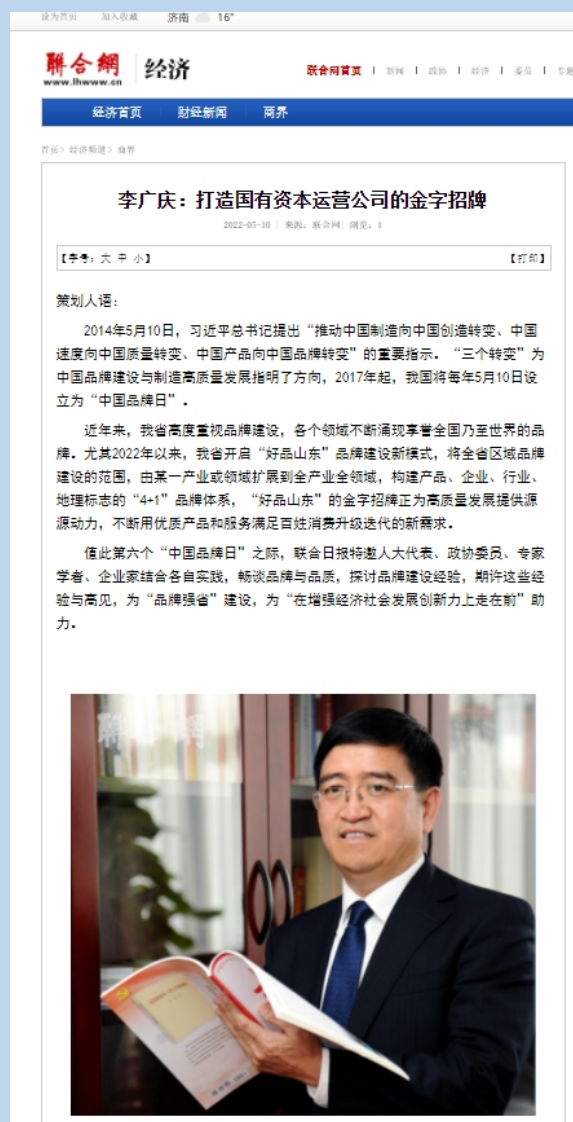 设为首页 加入收藏 济南 16°
聯合網 经济
www.lhwww.cn
联合网首页 | 新闻 | 政协 | 经济 | 委员 | 专题
经济首页 财经新闻 商界
首页> 经济频道> 商界
李广庆：打造国有资本运营公司的金字招牌
2022-05-10 | 来源：联合网| 浏览：1
【字号：大 中 小】 【打印】
策划人语：
2014年5月10日，习近平总书记提出“推动中国制造向中国创造转变、中国
速度向中国质量转变、中国产品向中国品牌转变”的重要指示。“三个转变”为
中国品牌建设与制造高质量发展指明了方向，2017年起，我国将每年5月10日设
立为“中国品牌日”。
近年来，我省高度重视品牌建设，各个领域不断涌现享誉全国乃至世界的品
牌。尤其2022年以来，我省开启“好品山东”品牌建设新模式，将全省区域品牌
建设的范围，由某一产业或领域扩展到全产业全领域，构建产品、企业、行业、
地理标志的“4+1”品牌体系，“好品山东”的金字招牌正为高质量发展提供源
源动力，不断用优质产品和服务满足百姓消费升级迭代的新需求。
值此第六个“中国品牌日”之际，联合日报特邀人大代表、政协委员、专家
学者、企业家结合各自实践，畅谈品牌与品质，探讨品牌建设经验，期许这些经
验与高见，为“品牌强省”建设，为“在增强经济社会发展创新力上走在前”助
力。
聯合網